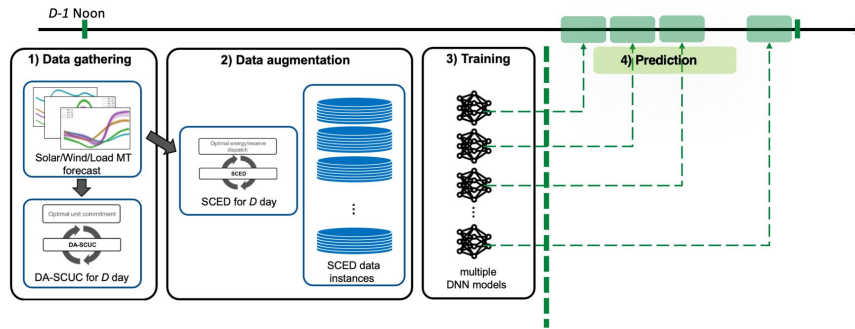 D-1 Noon
1) Data gathering
Solar/Wind/Load MT
forecast
Optimal unit commitment
DA-SCUC
DA-SCUC for D day
2) Data augmentation
Optimal energy/reserve
dispatch
SCED
SCED for D day
SCED data
instances
3) Training
multiple
DNN models
4) Prediction